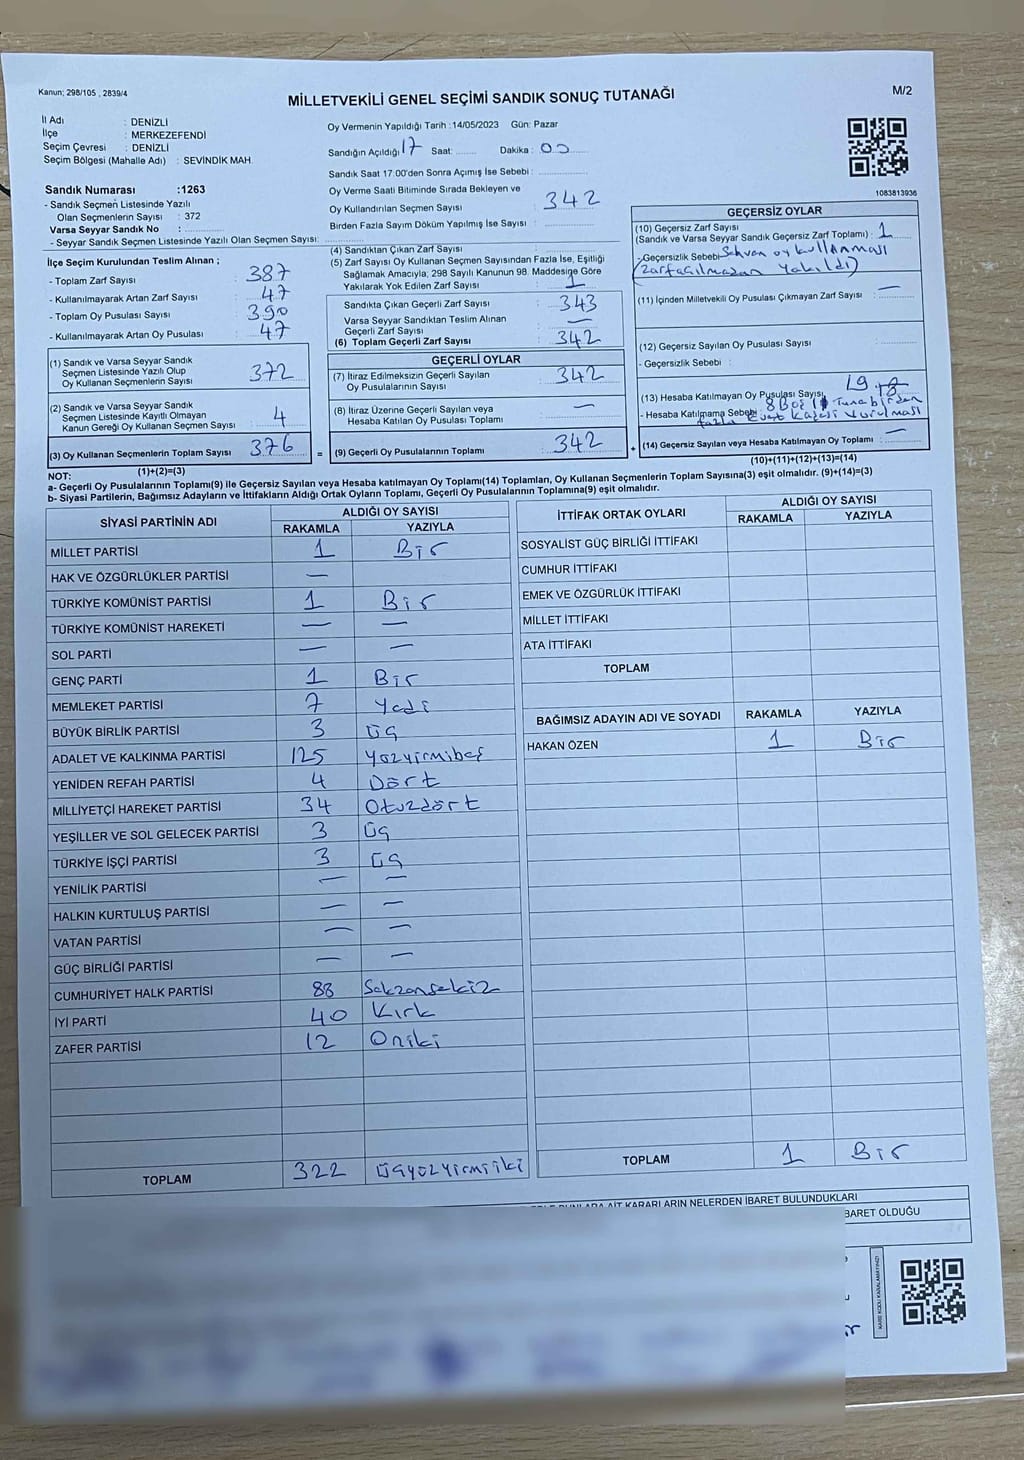 Kanun; 298/105 , 2839/4
MİLLETVEKİLİ GENEL SEÇİMİ SANDIK SONUÇ TUTANAĞI
M/2
İl Adı : DENİZLİ
İlçe : MERKEZEFENDİ
Seçim Çevresi : DENİZLİ
Seçim Bölgesi (Mahalle Adı) : SEVİNDİK MAH.
Sandık Numarası :1263
- Sandık Seçmen Listesinde Yazılı
Olan Seçmenlerin Sayısı : 372
Varsa Seyyar Sandık No :
- Seyyar Sandık Seçmen Listesinde Yazılı Olan Seçmen Sayısı:
İlçe Seçim Kurulundan Teslim Alınan ;
- Toplam Zarf Sayısı : 387
- Kullanılmayarak Artan Zarf Sayısı : 47
- Toplam Oy Pusulası Sayısı : 390
- Kullanılmayarak Artan Oy Pusulası : 47
(1) Sandık ve Varsa Seyyar Sandık
Seçmen Listesinde Yazılı Olup
Oy Kullanan Seçmenlerin Sayısı : 372
(2) Sandık ve Varsa Seyyar Sandık
Seçmen Listesinde Kayıtlı Olmayan
Kanun Gereği Oy Kullanan Seçmen Sayısı : 4
(3) Oy Kullanan Seçmenlerin Toplam Sayısı : 376
Oy Vermenin Yapıldığı Tarih :14/05/2023 Gün: Pazar
Sandığın Açıldığı 17 Saat: Dakika : 00
Sandık Saat 17.00'den Sonra Açımış İse Sebebi :
Oy Verme Saati Bitiminde Sırada Bekleyen ve
Oy Kullandırılan Seçmen Sayısı : 342
Birden Fazla Sayım Döküm Yapılmış İse Sayısı :
(4) Sandıktan Çıkan Zarf Sayısı :
(5) Zarf Sayısı Oy Kullanan Seçmen Sayısından Fazla İse, Eşitliği
Sağlamak Amacıyla; 298 Sayılı Kanunun 98. Maddesine Göre
Yakılarak Yok Edilen Zarf Sayısı : 1
Sandıkta Çıkan Geçerli Zarf Sayısı : 343
Varsa Seyyar Sandıktan Teslim Alınan
Geçerli Zarf Sayısı : —
(6) Toplam Geçerli Zarf Sayısı : 342
GEÇERLİ OYLAR
(7) İtiraz Edilmeksizin Geçerli Sayılan
Oy Pusulalarının Sayısı : 342
(8) İtiraz Üzerine Geçerli Sayılan veya
Hesaba Katılan Oy Pusulası Toplamı : —
= (9) Geçerli Oy Pusulalarının Toplamı : 342
1083813936
GEÇERSİZ OYLAR
(10) Geçersiz Zarf Sayısı
(Sandık ve Varsa Seyyar Sandık Geçersiz Zarf Toplamı) : 1
- Geçersizlik Sebebi Sehven oy kullanması
(zarf açılmadan yakıldı)
(11) İçinden Milletvekili Oy Pusulası Çıkmayan Zarf Sayısı : —
(12) Geçersiz Sayılan Oy Pusulası Sayısı :
- Geçersizlik Sebebi :
(13) Hesaba Katılmayan Oy Pusulası Sayısı : 19
- Hesaba Katılmama Sebebi 8 Boş 11 Tane birden
fazla Evet Kaşesi Vurulması
+ (14) Geçersiz Sayılan veya Hesaba Katılmayan Oy Toplamı : —
NOT: (1)+(2)=(3)
(10)+(11)+(12)+(13)=(14)
a- Geçerli Oy Pusulalarının Toplamı(9) ile Geçersiz Sayılan veya Hesaba katılmayan Oy Toplamı(14) Toplamları, Oy Kullanan Seçmenlerin Toplam Sayısına(3) eşit olmalıdır. (9)+(14)=(3)
b- Siyasi Partilerin, Bağımsız Adayların ve İttifakların Aldığı Ortak Oyların Toplamı, Geçerli Oy Pusulalarının Toplamına(9) eşit olmalıdır.
SİYASİ PARTİNİN ADI ALDIĞI OY SAYISI
RAKAMLA YAZIYLA
MİLLET PARTİSİ 1 Bir
HAK VE ÖZGÜRLÜKLER PARTİSİ —
TÜRKİYE KOMÜNİST PARTİSİ 1 Bir
TÜRKİYE KOMÜNİST HAREKETİ — —
SOL PARTİ — —
GENÇ PARTİ 1 Bir
MEMLEKET PARTİSİ 7 Yedi
BÜYÜK BİRLİK PARTİSİ 3 Üç
ADALET VE KALKINMA PARTİSİ 125 Yüzyirmibeş
YENİDEN REFAH PARTİSİ 4 Dört
MİLLİYETÇİ HAREKET PARTİSİ 34 Otuzdört
YEŞİLLER VE SOL GELECEK PARTİSİ 3 Üç
TÜRKİYE İŞÇİ PARTİSİ 3 Üç
YENİLİK PARTİSİ — —
HALKIN KURTULUŞ PARTİSİ — —
VATAN PARTİSİ — —
GÜÇ BİRLİĞİ PARTİSİ — —
CUMHURİYET HALK PARTİSİ 88 Seksensekiz
İYİ PARTİ 40 Kırk
ZAFER PARTİSİ 12 Oniki
TOPLAM 322 Üçyüzyirmiiki
İTTİFAK ORTAK OYLARI ALDIĞI OY SAYISI
RAKAMLA YAZIYLA
SOSYALİST GÜÇ BİRLİĞİ İTTİFAKI
CUMHUR İTTİFAKI
EMEK VE ÖZGÜRLÜK İTTİFAKI
MİLLET İTTİFAKI
ATA İTTİFAKI
TOPLAM
BAĞIMSIZ ADAYIN ADI VE SOYADI RAKAMLA YAZIYLA
HAKAN ÖZEN 1 Bir
TOPLAM 1 Bir
AİT KARARLARIN NELERDEN İBARET BULUNDUKLARI
BARET OLDUĞU
KARE KODU KARALAMAYINIZ!